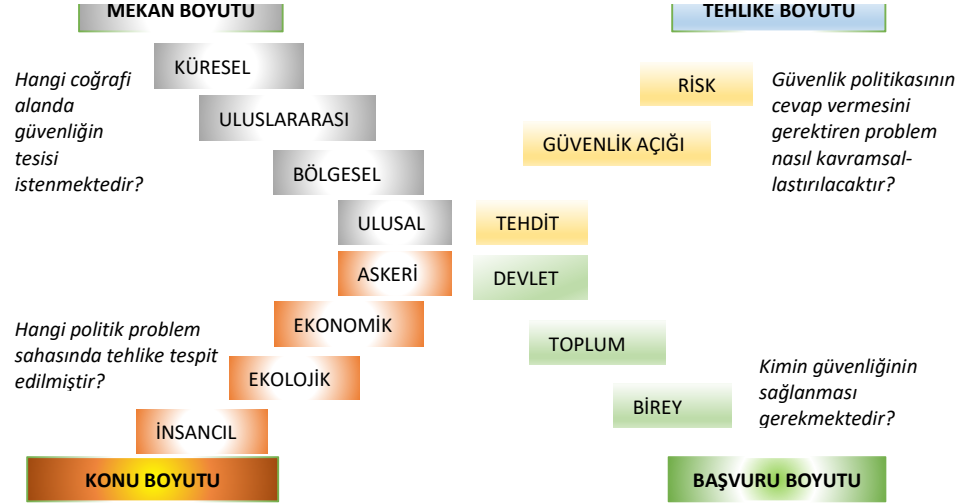 MEKAN BOYUTU
TEHLİKE BOYUTU
KÜRESEL
Hangi coğrafi
alanda
güvenliğin
tesisi
istenmektedir?
ULUSLARARASI
BÖLGESEL
ULUSAL
RİSK
GÜVENLİK AÇIĞI
TEHDİT
Güvenlik politikasının
cevap vermesini
gerektiren problem
nasıl kavramsal-
lastırılacaktır?
ASKERİ
EKONOMİK
EKOLOJİK
İNSANCIL
Hangi politik problem
sahasında tehlike tespit
edilmiştir?
DEVLET
TOPLUM
BİREY
Kimin güvenliğinin
sağlanması
gerekmektedir?
KONU BOYUTU
BAŞVURU BOYUTU